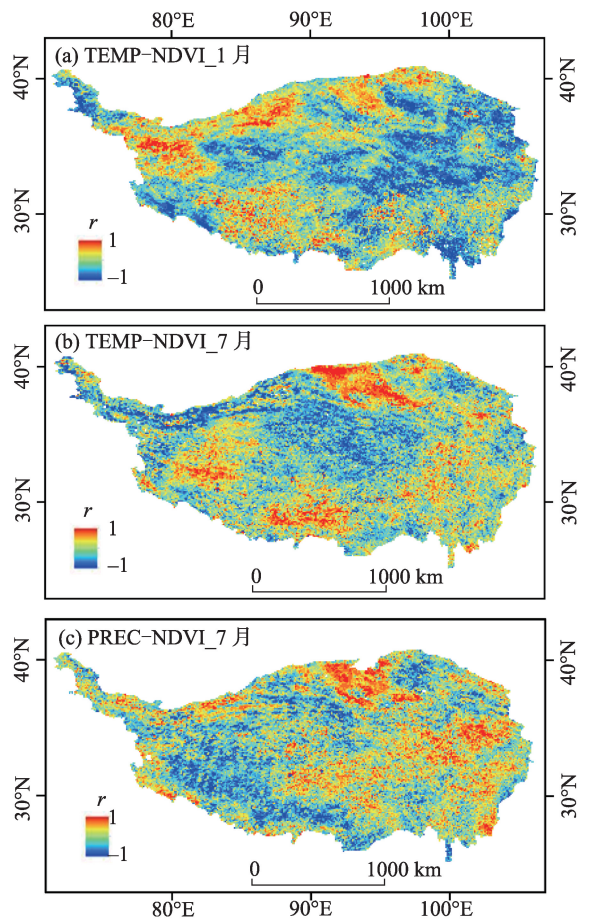 80°E 90°E 100°E
(a) TEMP-NDVI_1 月
40°N 40°N
30°N 30°N
r
1
-1
0 1000 km
(b) TEMP-NDVI_7 月
40°N 40°N
30°N 30°N
r
1
-1
0 1000 km
(c) PREC-NDVI_7 月
40°N 40°N
30°N 30°N
r
1
-1
0 1000 km
80°E 90°E 100°E